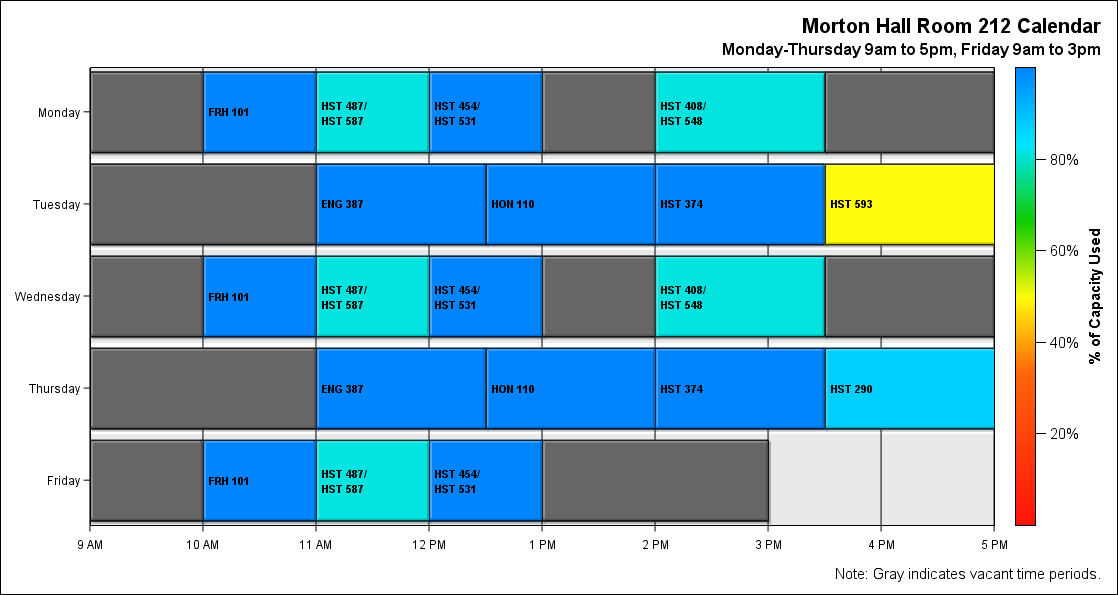 Morton Hall Room 212 Calendar
Monday-Thursday 9am to 5pm, Friday 9am to 3pm
Monday
FRH 101
HST 487/
HST 587
HST 454/
HST 531
HST 408/
HST 548
Tuesday
ENG 387
HON 110
HST 374
HST 593
Wednesday
FRH 101
HST 487/
HST 587
HST 454/
HST 531
HST 408/
HST 548
Thursday
ENG 387
HON 110
HST 374
HST 290
Friday
FRH 101
HST 487/
HST 587
HST 454/
HST 531
9 AM
10 AM
11 AM
12 PM
1 PM
2 PM
3 PM
4 PM
5 PM
80%
60%
40%
20%
% of Capacity Used
Note: Gray indicates vacant time periods.